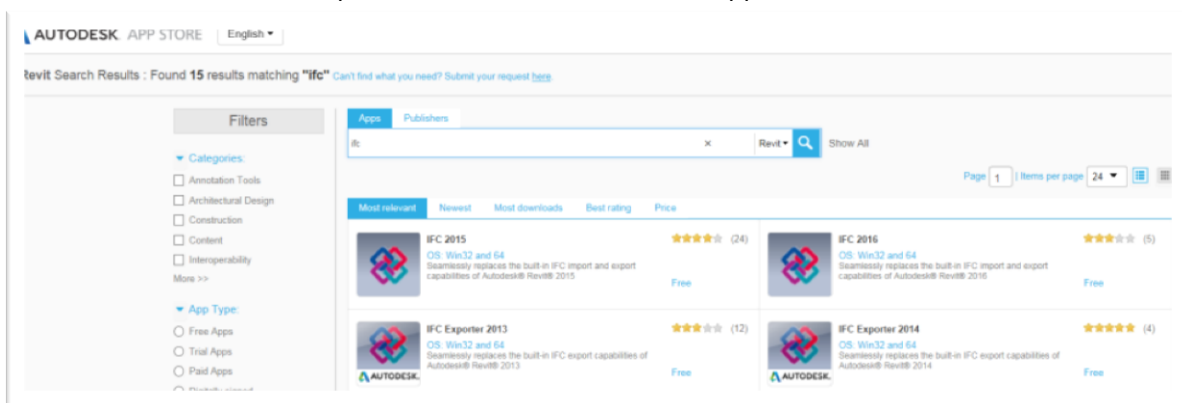 AUTODESK. APP STORE English
Revit Search Results : Found 15 results matching "ifc" Can't find what you need? Submit your request here.
Filters
Categories:
Annotation Tools
Architectural Design
Construction
Content
Interoperability
More >>
App Type:
Free Apps
Trial Apps
Paid Apps
Apps Publishers
ifc × Revit Show All
Page 1 | Items per page 24
Most relevant Newest Most downloads Best rating Price
IFC 2015 (24)
OS: Win32 and 64
Seamlessly replaces the built-in IFC import and export
capabilities of Autodesk® Revit® 2015
Free
IFC 2016 (5)
OS: Win32 and 64
Seamlessly replaces the built-in IFC import and export
capabilities of Autodesk® Revit® 2016
Free
AUTODESK.
IFC Exporter 2013 (12)
OS: Win32 and 64
Seamlessly replaces the built-in IFC export capabilities of
Autodesk® Revit® 2013
Free
AUTODESK.
IFC Exporter 2014 (4)
OS: Win32 and 64
Seamlessly replaces the built-in IFC export capabilities of
Autodesk® Revit® 2014
Free